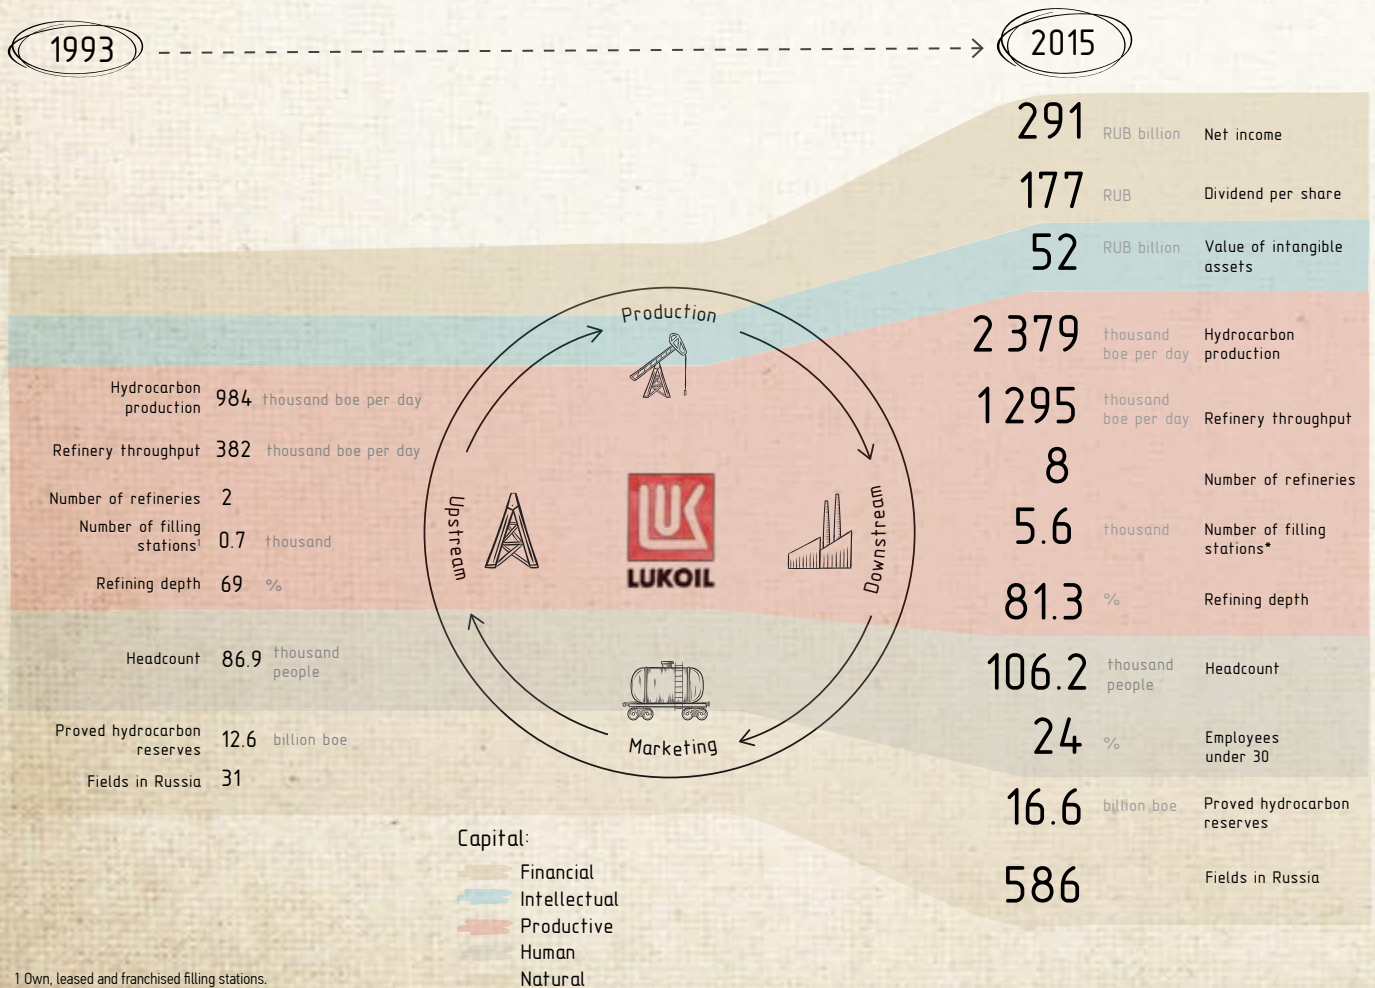 1993
2015
291 RUB billion Net income
177 RUB Dividend per share
52 RUB billion Value of intangible
assets
2 379 thousand
boe per day Hydrocarbon
production
1 295 thousand
boe per day Refinery throughput
8 Number of refineries
5.6 thousand Number of filling
stations*
81.3 % Refining depth
106.2 thousand
people Headcount
24 % Employees
under 30
16.6 billion boe Proved hydrocarbon
reserves
586 Fields in Russia
Hydrocarbon
production 984 thousand boe per day
Refinery throughput 382 thousand boe per day
Number of refineries 2
Number of filling
stations¹ 0.7 thousand
Refining depth 69 %
Headcount 86.9 thousand
people
Proved hydrocarbon
reserves 12.6 billion boe
Fields in Russia 31
Production
Upstream
LUK
LUKOIL
Downstream
Marketing
Capital:
Financial
Intellectual
Productive
Human
Natural
1 Own, leased and franchised filling stations.